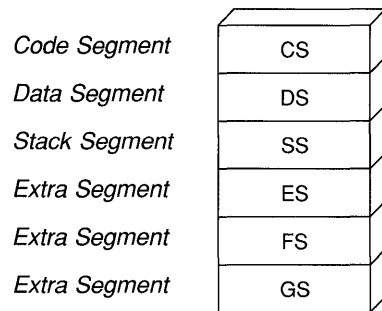 Code Segment CS
Data Segment DS
Stack Segment SS
Extra Segment ES
Extra Segment FS
Extra Segment GS